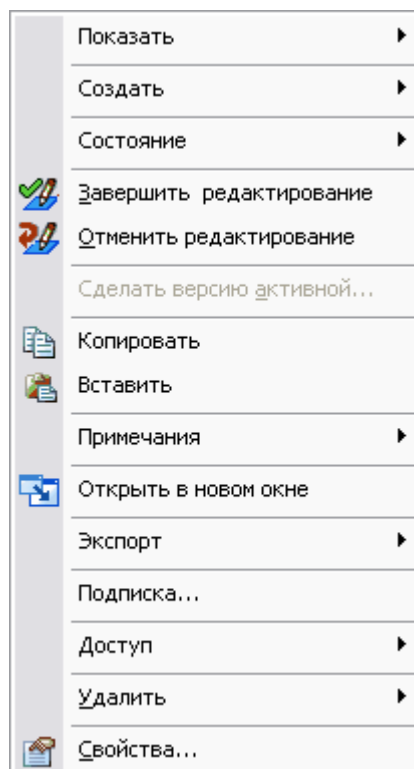 Показать
Создать
Состояние
Завершить редактирование
Отменить редактирование
Сделать версию активной...
Копировать
Вставить
Примечания
Открыть в новом окне
Экспорт
Подписка...
Доступ
Удалить
Свойства...